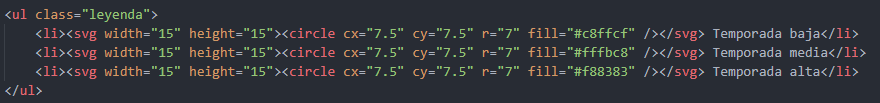 <ul class="leyenda">
<li><svg width="15" height="15"><circle cx="7.5" cy="7.5" r="7" fill="#c8ffcf" /></svg> Temporada baja</li>
<li><svg width="15" height="15"><circle cx="7.5" cy="7.5" r="7" fill="#fffbc8" /></svg> Temporada media</li>
<li><svg width="15" height="15"><circle cx="7.5" cy="7.5" r="7" fill="#f88383" /></svg> Temporada alta</li>
</ul>